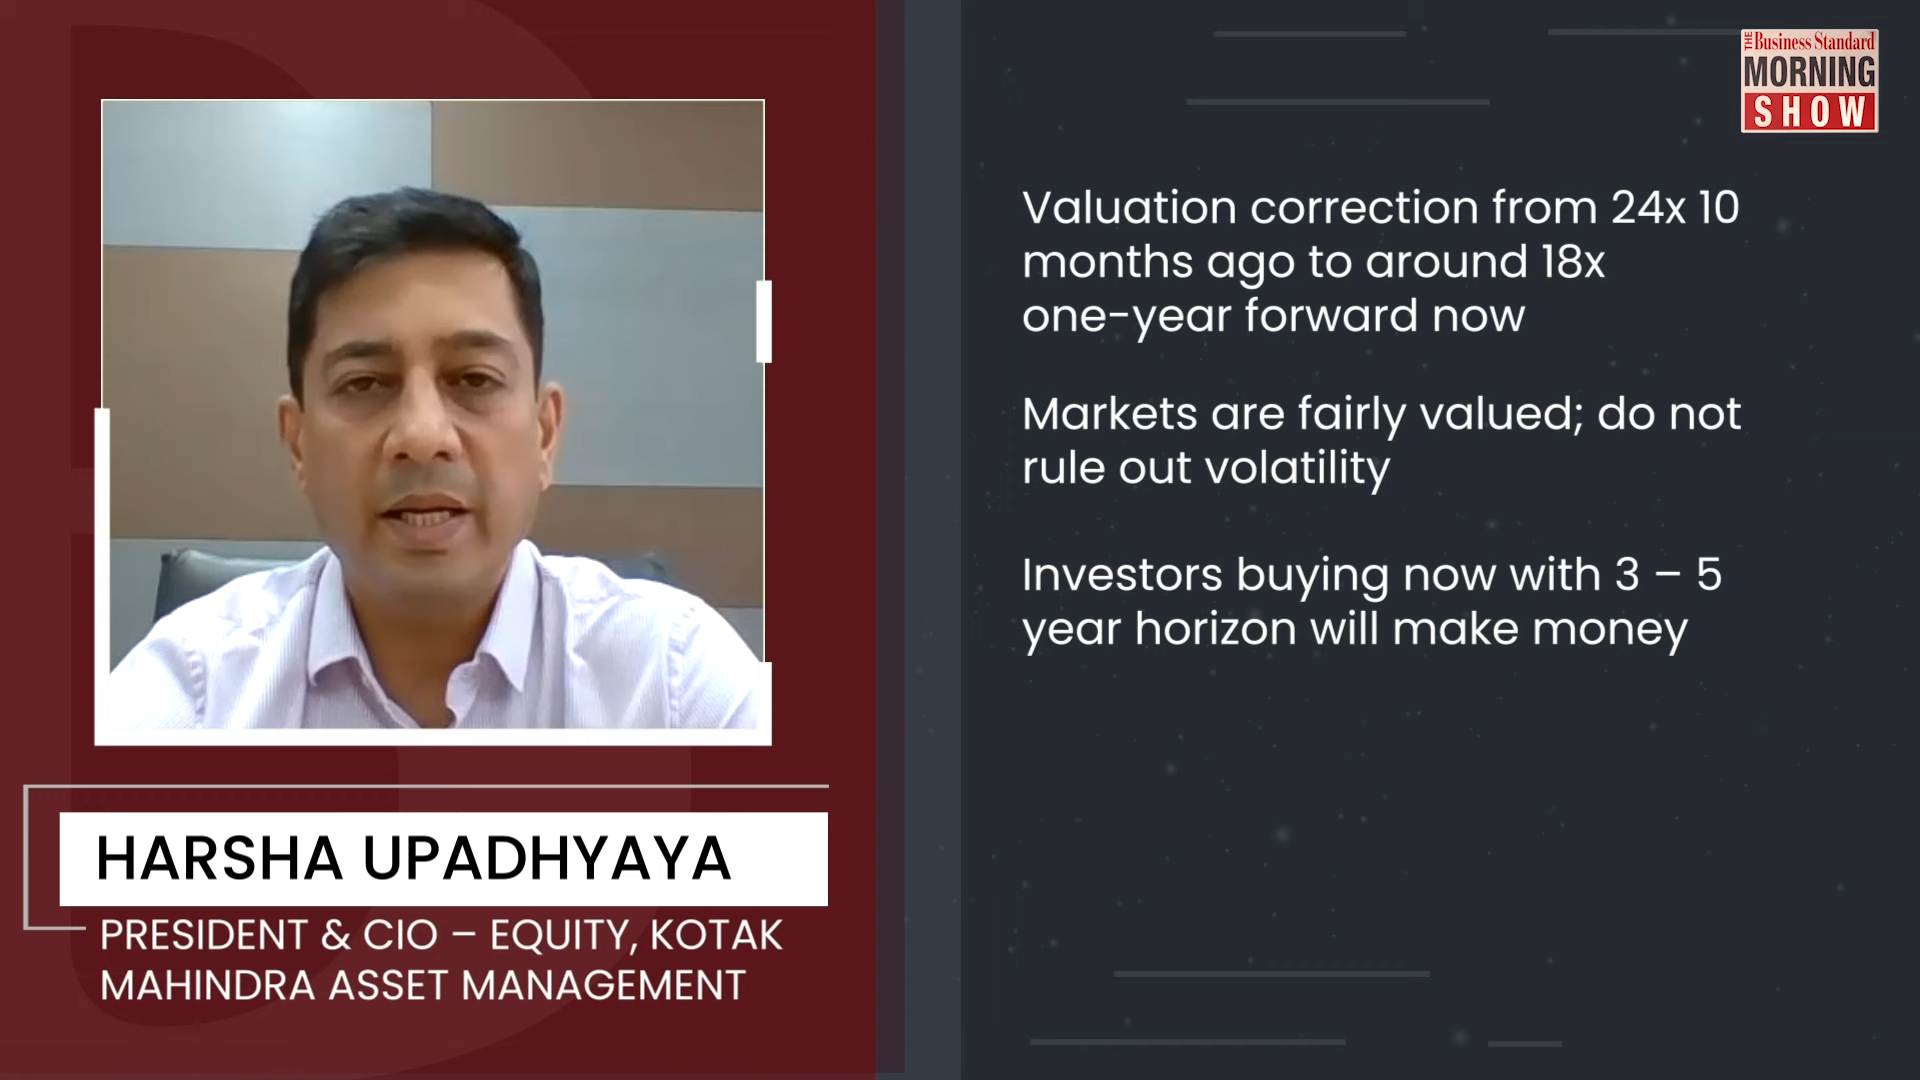 THE Business Standard
MORNING
SHOW
Valuation correction from 24x 10
months ago to around 18x
one-year forward now
Markets are fairly valued; do not
rule out volatility
Investors buying now with 3 – 5
year horizon will make money
HARSHA UPADHYAYA
PRESIDENT & CIO – EQUITY, KOTAK
MAHINDRA ASSET MANAGEMENT